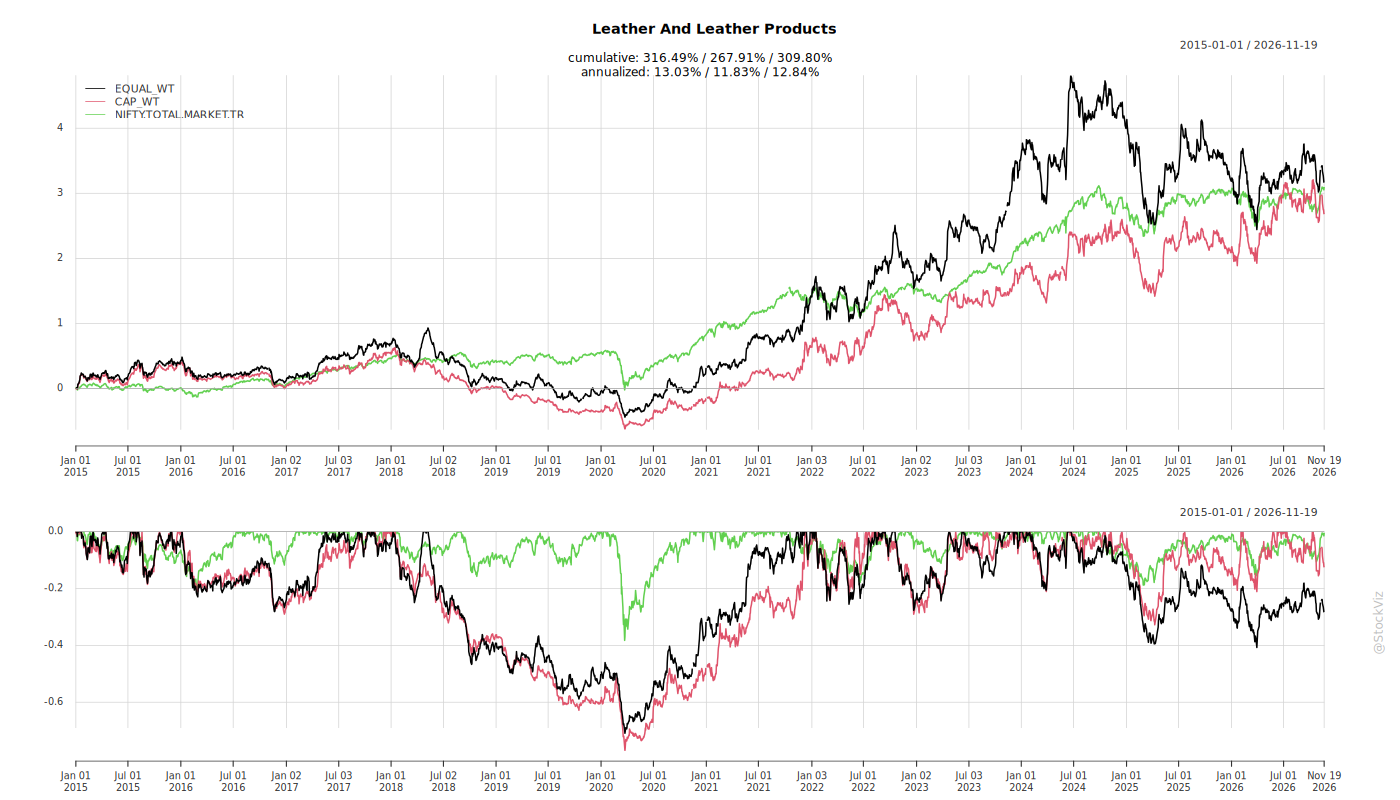 Leather And Leather Products
2015-01-01 / 2026-11-19
cumulative: 316.49% / 267.91% / 309.80%
annualized: 13.03% / 11.83% / 12.84%
EQUAL_WT
CAP_WT
NIFTY.TOTAL.MARKET.TR
4
3
2
1
0
Jan 01 Jul 01 Jan 01 Jul 01 Jan 02 Jul 03 Jan 01 Jul 02 Jan 01 Jul 01 Jan 01 Jul 01 Jan 01 Jul 01 Jan 03 Jul 01 Jan 02 Jul 03 Jan 01 Jul 01 Jan 01 Jul 01 Jan 01 Jul 01 Nov 19
2015 2015 2016 2016 2017 2017 2018 2018 2019 2019 2020 2020 2021 2021 2022 2022 2023 2023 2024 2024 2025 2025 2026 2026 2026
2015-01-01 / 2026-11-19
0.0
-0.2
-0.4
-0.6
Jan 01 Jul 01 Jan 01 Jul 01 Jan 02 Jul 03 Jan 01 Jul 02 Jan 01 Jul 01 Jan 01 Jul 01 Jan 01 Jul 01 Jan 03 Jul 01 Jan 02 Jul 03 Jan 01 Jul 01 Jan 01 Jul 01 Jan 01 Jul 01 Nov 19
2015 2015 2016 2016 2017 2017 2018 2018 2019 2019 2020 2020 2021 2021 2022 2022 2023 2023 2024 2024 2025 2025 2026 2026 2026
@StockViz